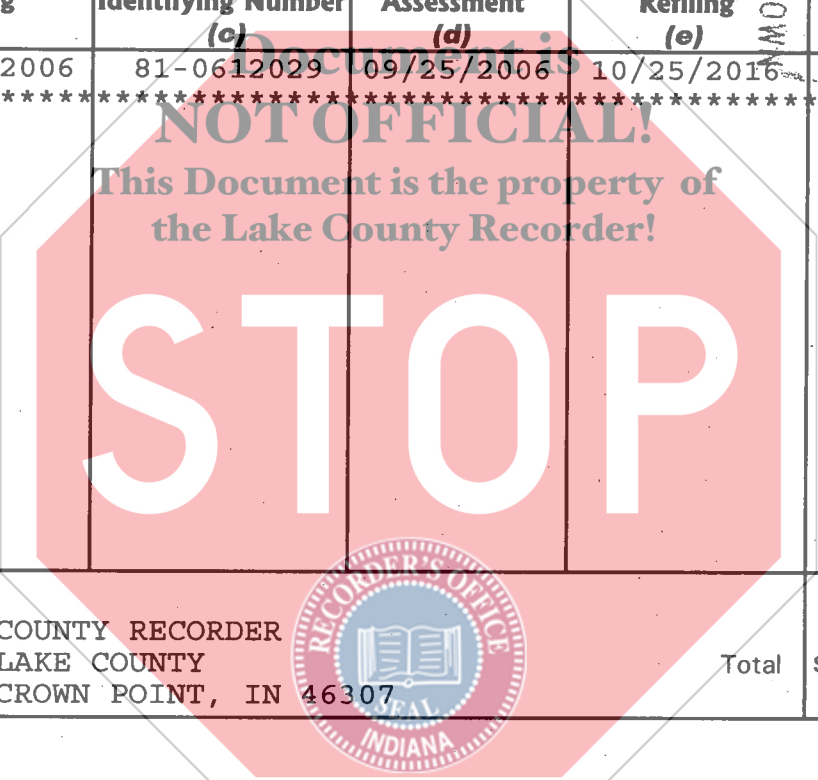 g Identifying Number Assessment Refiling
(c) (d) (e)
2006 81-0612029 09/25/2006 10/25/2016
********************************************************
Document is
NOT OFFICIAL!
This Document is the property of
the Lake County Recorder!
STOP
COUNTY RECORDER
LAKE COUNTY
CROWN POINT, IN 46307
Total $
RECORDER'S OFFICE
SEAL
INDIANA